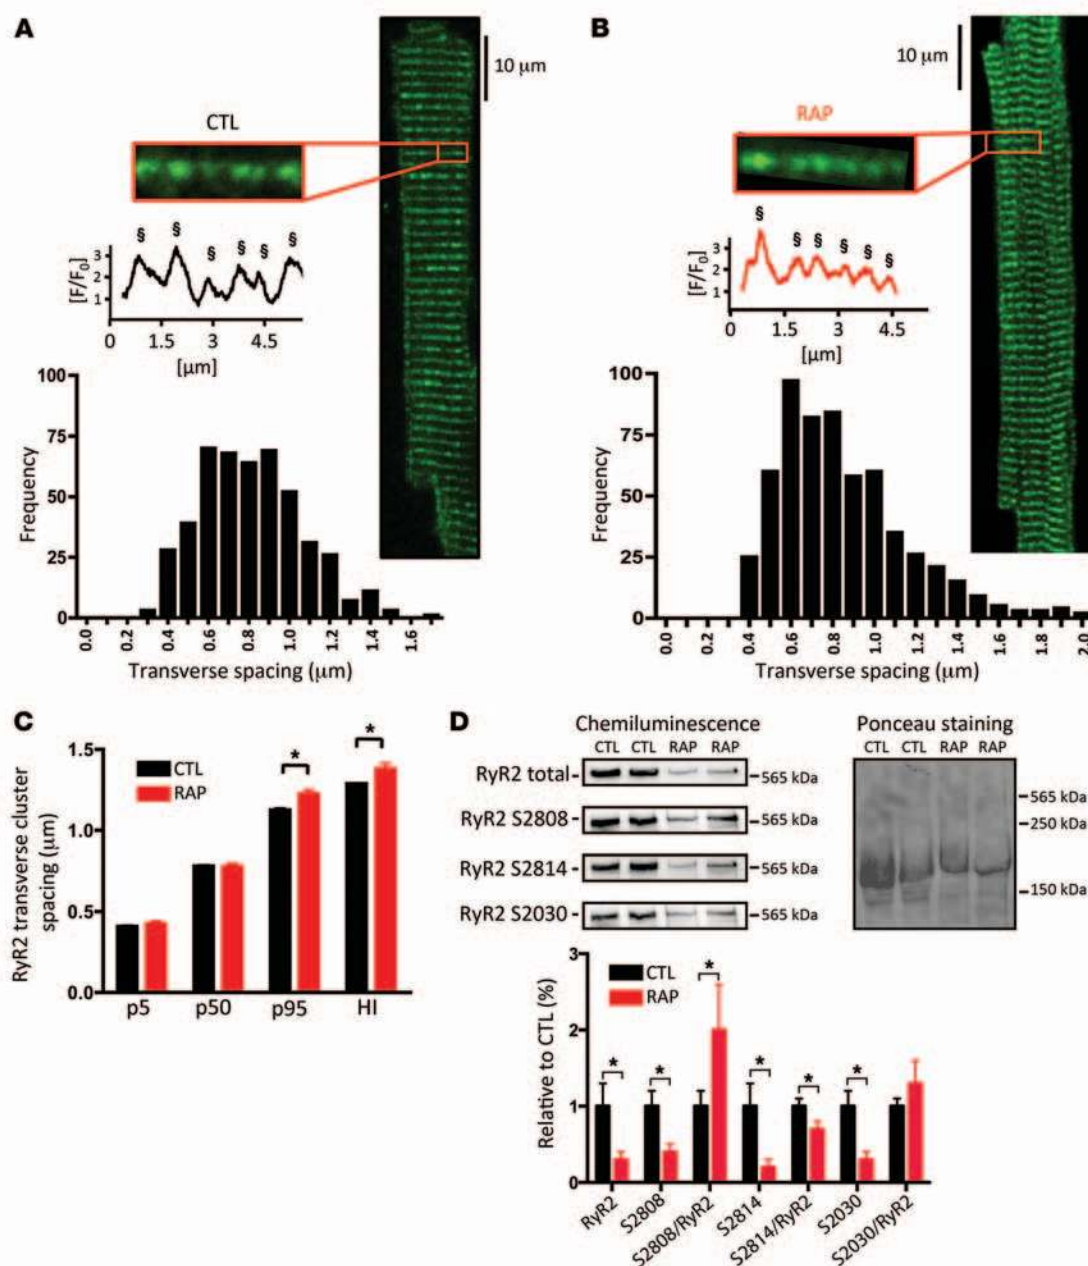 A
10 µm
CTL
§ § § § § §
[F/F0]
3
2
1
0 1.5 3 4.5
[µm]
Frequency
100
75
50
25
0
0.0 0.2 0.4 0.6 0.8 1.0 1.2 1.4 1.6
Transverse spacing (µm)
B
10 µm
RAP
§ § § § § §
[F/F0]
3
2
1
0 1.5 3 4.5
[µm]
Frequency
100
75
50
25
0
0.0 0.2 0.4 0.6 0.8 1.0 1.2 1.4 1.6 1.8 2.0
Transverse spacing (µm)
C
RyR2 transverse cluster
spacing (µm)
1.5
1.0
0.5
0.0
CTL
RAP
* *
p5 p50 p95 HI
D
Chemiluminescence
CTL CTL RAP RAP
RyR2 total - - 565 kDa
RyR2 S2808 - - 565 kDa
RyR2 S2814 - - 565 kDa
RyR2 S2030 - - 565 kDa
Ponceau staining
CTL CTL RAP RAP
- 565 kDa
- 250 kDa
- 150 kDa
Relative to CTL (%)
3
2
1
0
CTL
RAP
* * * * * *
RyR2 S2808 S2808/RyR2 S2814 S2814/RyR2 S2030 S2030/RyR2